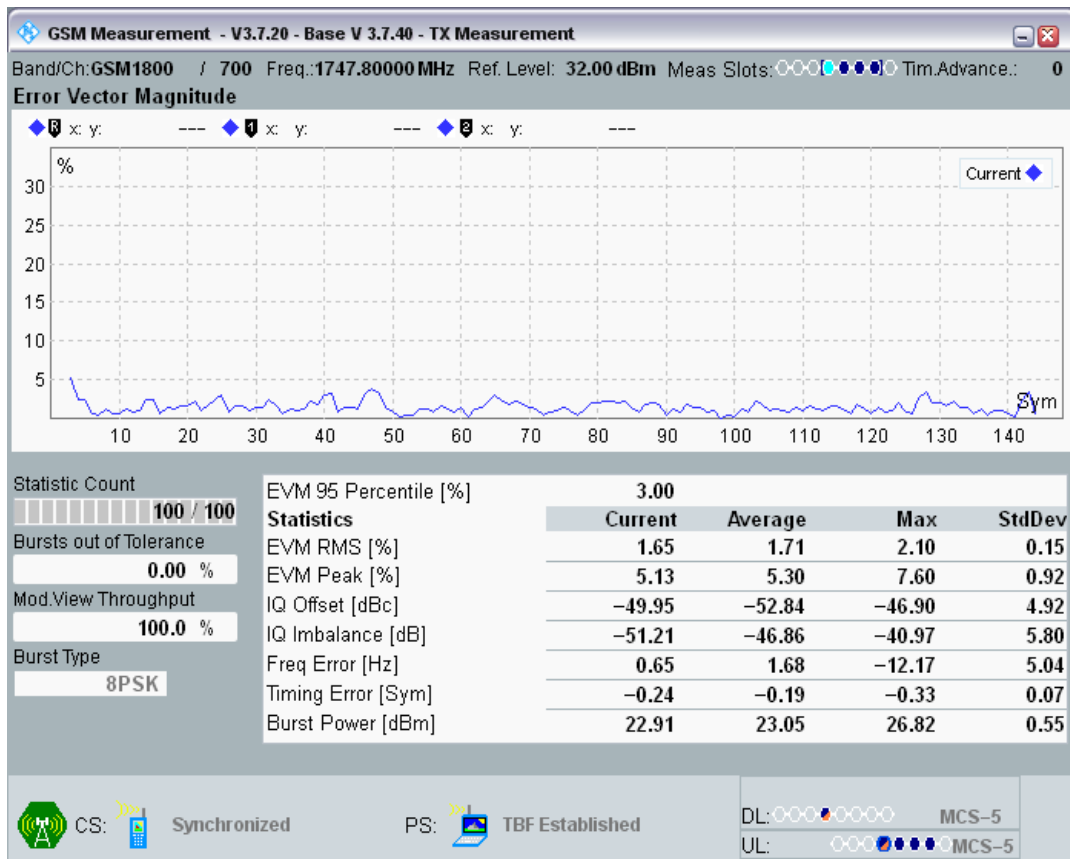 GSM Measurement - V3.7.20 - Base V 3.7.40 - TX Measurement
Band/Ch:GSM1800 / 700 Freq.:1747.80000 MHz Ref. Level: 32.00 dBm Meas Slots: Tim.Advance.: 0
Error Vector Magnitude
R x: y: --- 1 x: y: --- 2 x: y: ---
%
Current
30
25
20
15
10
5
Sym
10 20 30 40 50 60 70 80 90 100 110 120 130 140
Statistic Count
100 / 100
Bursts out of Tolerance
0.00 %
Mod.View Throughput
100.0 %
Burst Type
8PSK
EVM 95 Percentile [%] 3.00
Statistics Current Average Max StdDev
EVM RMS [%] 1.65 1.71 2.10 0.15
EVM Peak [%] 5.13 5.30 7.60 0.92
IQ Offset [dBc] −49.95 −52.84 −46.90 4.92
IQ Imbalance [dB] −51.21 −46.86 −40.97 5.80
Freq Error [Hz] 0.65 1.68 −12.17 5.04
Timing Error [Sym] −0.24 −0.19 −0.33 0.07
Burst Power [dBm] 22.91 23.05 26.82 0.55
CS: Synchronized PS: TBF Established
DL: MCS−5
UL: MCS−5